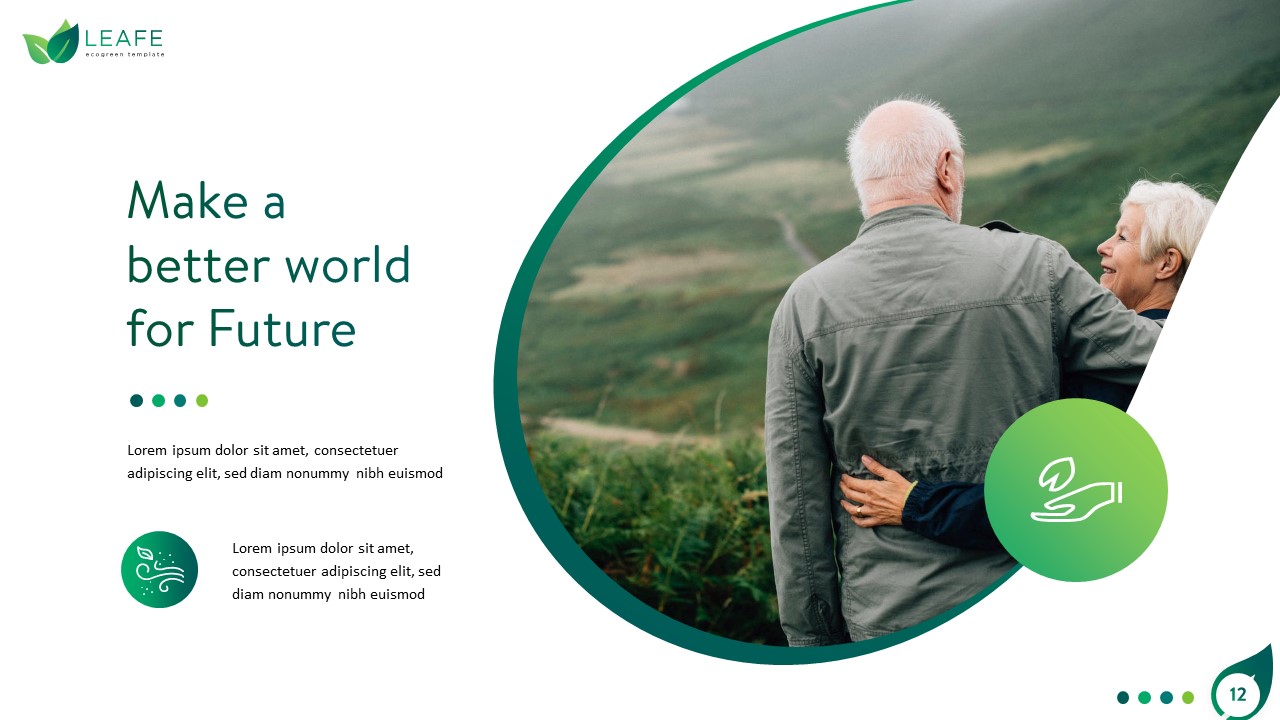 LEAFE
ecogreen template
Make a
better world
for Future
Lorem ipsum dolor sit amet, consectetuer
adipiscing elit, sed diam nonummy nibh euismod
Lorem ipsum dolor sit amet,
consectetuer adipiscing elit, sed
diam nonummy nibh euismod
12